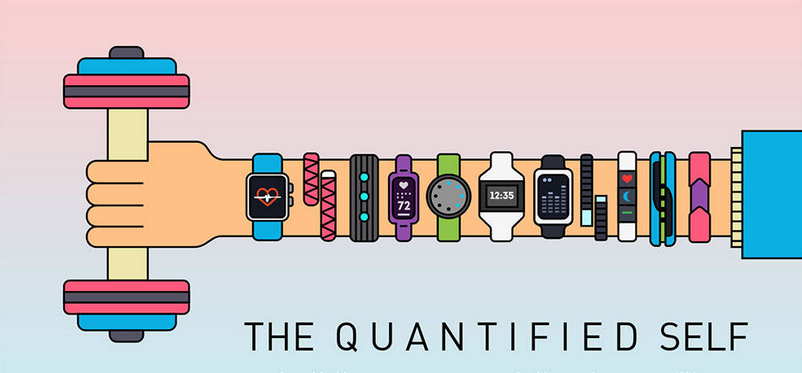 72
12:35
THE QUANTIFIED SELF